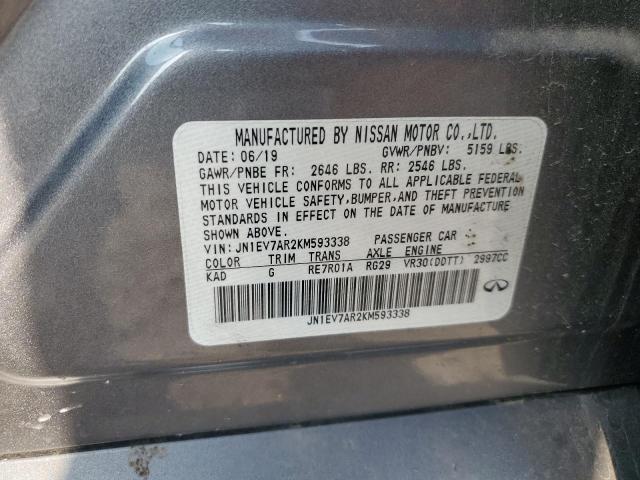 MANUFACTURED BY NISSAN MOTOR CO.,LTD.
DATE: 06/19 GVWR/PNBV: 5159 LBS.
GAWR/PNBE FR: 2646 LBS. RR: 2546 LBS.
THIS VEHICLE CONFORMS TO ALL APPLICABLE FEDERAL
MOTOR VEHICLE SAFETY,BUMPER,AND THEFT PREVENTION
STANDARDS IN EFFECT ON THE DATE OF MANUFACTURE
SHOWN ABOVE.
VIN: JN1EV7AR2KM593338 PASSENGER CAR
COLOR TRIM TRANS AXLE ENGINE
KAD G RE7R01A RG29 VR30(DDTT) 2997CC
JN1EV7AR2KM593338